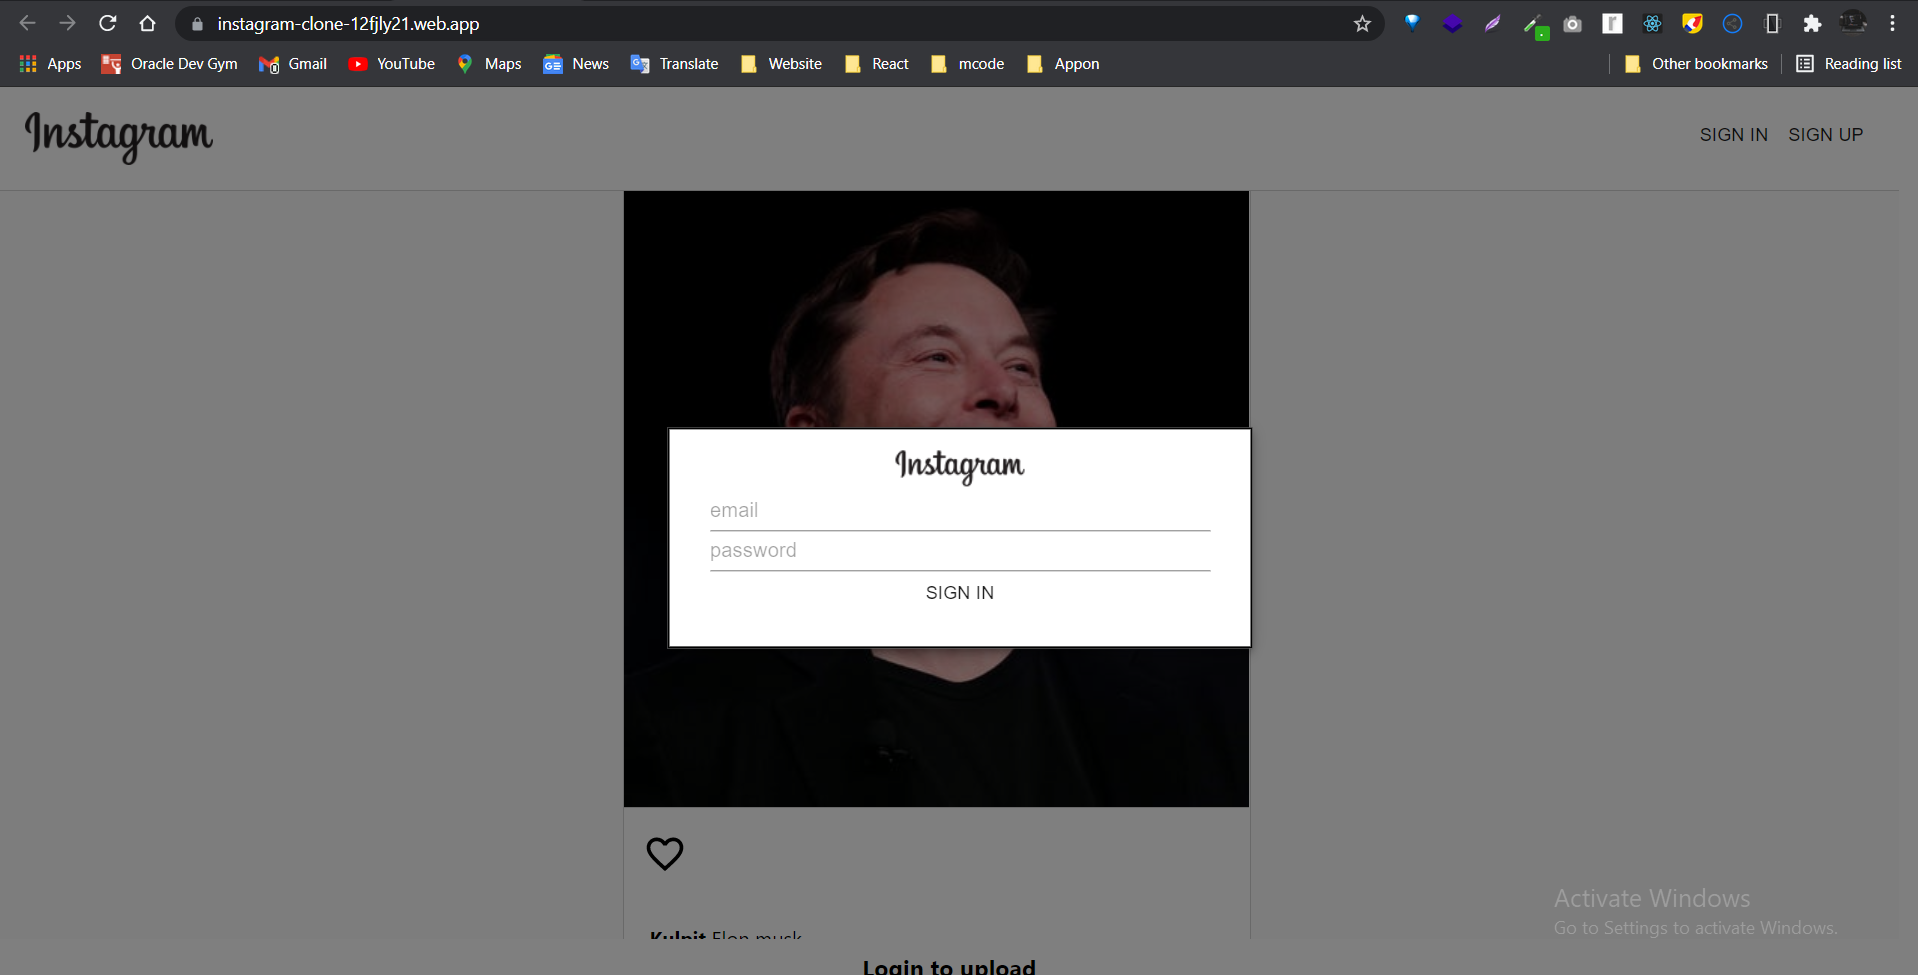 instagram-clone-12fjly21.web.app
Apps Oracle Dev Gym Gmail YouTube Maps News Translate Website React mcode Appon Other bookmarks Reading list
Instagram SIGN IN SIGN UP
Instagram
email
password
SIGN IN
Kulpit Elon musk
Activate Windows
Go to Settings to activate Windows.
Login to upload